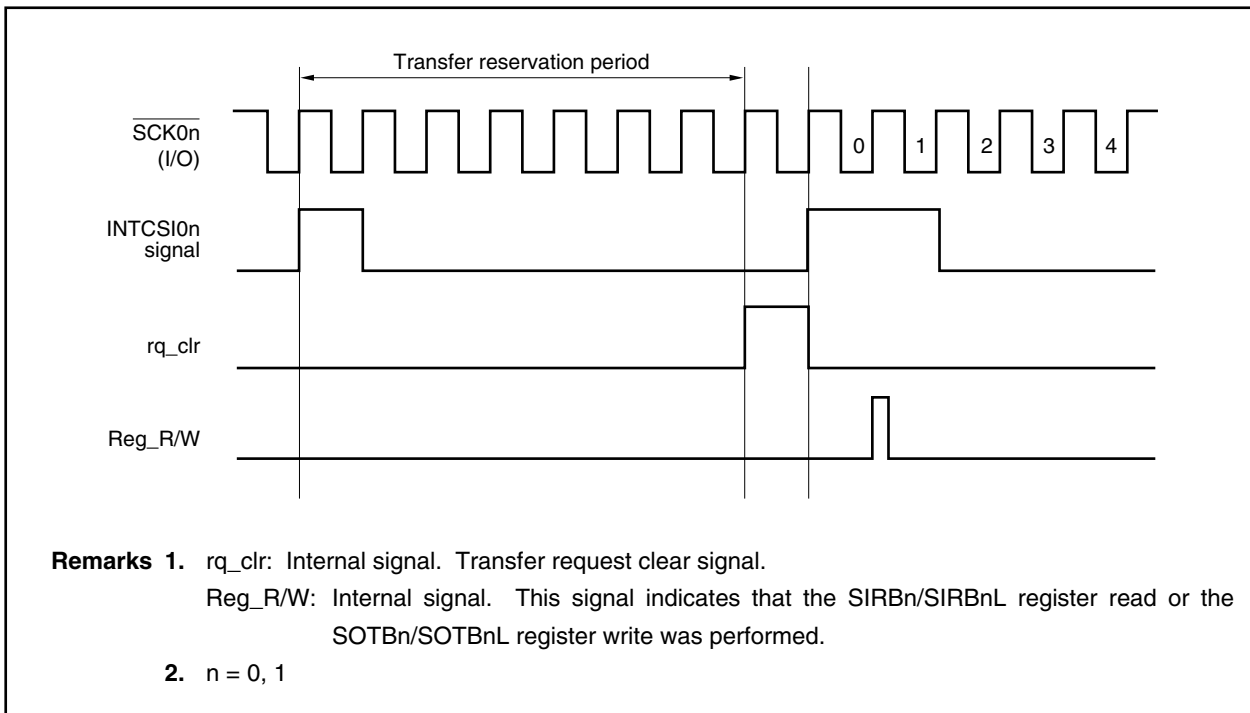 Transfer reservation period
SCK0n
(I/O)
0 1 2 3 4
INTCSI0n
signal
rq_clr
Reg_R/W
Remarks 1. rq_clr: Internal signal. Transfer request clear signal.
Reg_R/W: Internal signal. This signal indicates that the SIRBn/SIRBnL register read or the
SOTBn/SOTBnL register write was performed.
2. n = 0, 1